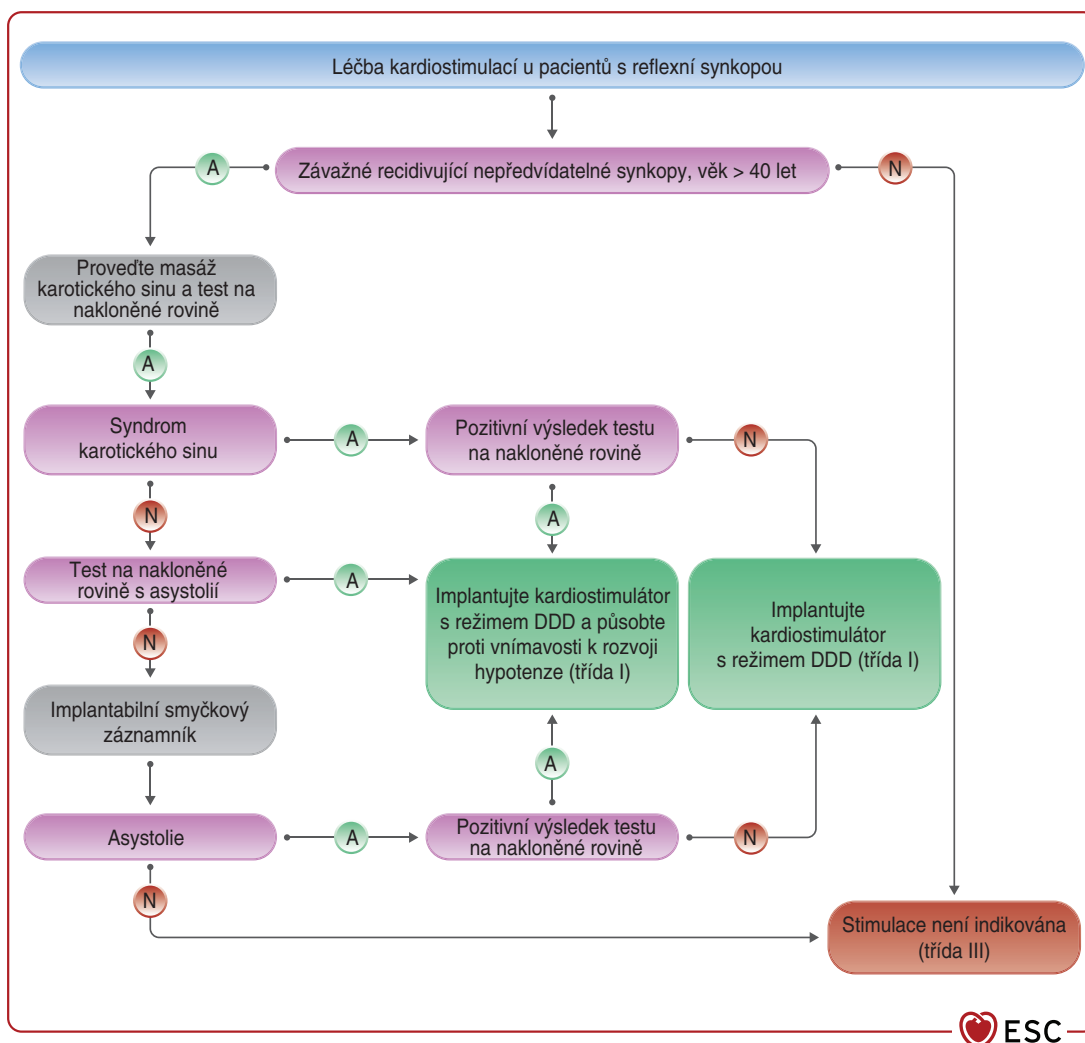 Léčba kardiostimulací u pacientů s reflexní synkopou
A
Závažné recidivující nepředvídatelné synkopy, věk > 40 let
N
Proveďte masáž
karotického sinu a test na
nakloněné rovině
A
Syndrom
karotického sinu
A
Pozitivní výsledek testu
na nakloněné rovině
N
N
A
Test na nakloněné
rovině s asystolií
A
Implantujte kardiostimulátor
s režimem DDD a působte
proti vnímavosti k rozvoji
hypotenze (třída I)
Implantujte
kardiostimulátor
s režimem DDD (třída I)
N
Implantabilní smyčkový
záznamník
A
Asystolie
A
Pozitivní výsledek testu
na nakloněné rovině
N
N
Stimulace není indikována
(třída III)
ESC